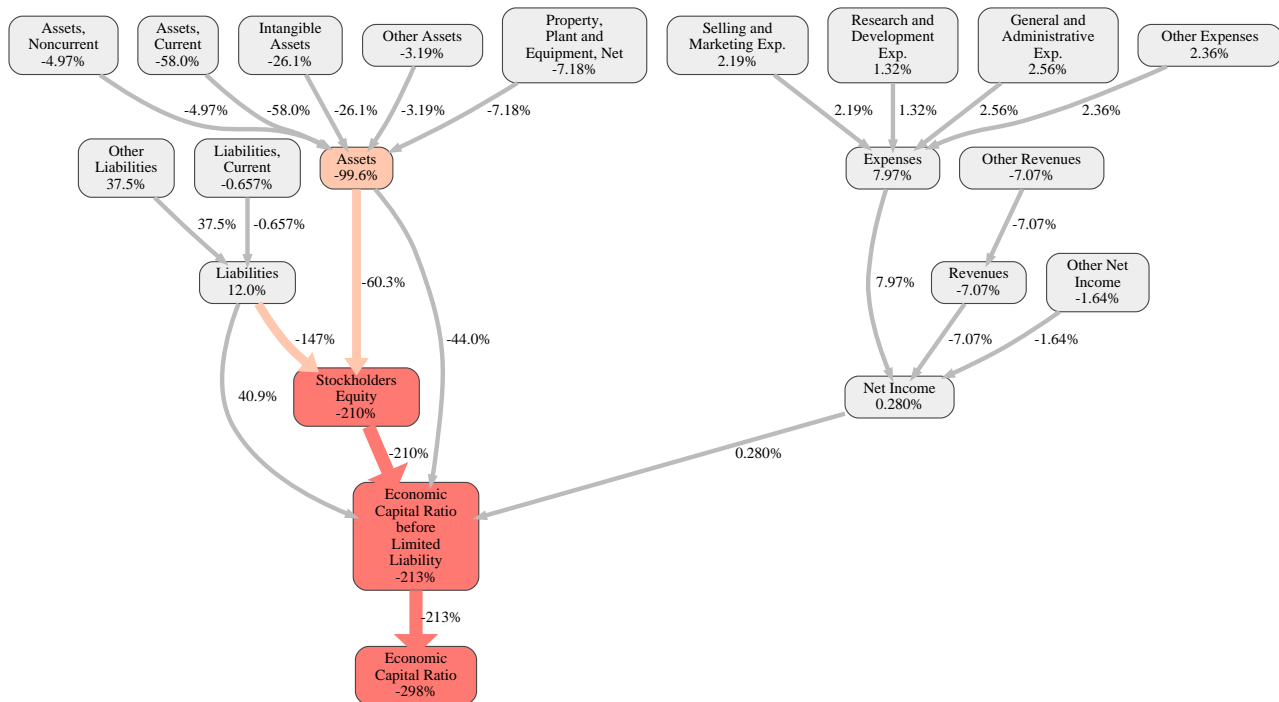 Assets,
Noncurrent
-4.97%
Assets,
Current
-58.0%
Intangible
Assets
-26.1%
Other Assets
-3.19%
Property,
Plant and
Equipment, Net
-7.18%
Selling and
Marketing Exp.
2.19%
Research and
Development
Exp.
1.32%
General and
Administrative
Exp.
2.56%
Other Expenses
2.36%
-4.97%
-58.0%
-26.1%
-3.19%
-7.18%
2.19%
1.32%
2.56%
2.36%
Other
Liabilities
37.5%
Liabilities,
Current
-0.657%
Assets
-99.6%
Expenses
7.97%
Other Revenues
-7.07%
37.5%
-0.657%
-7.07%
Liabilities
12.0%
-60.3%
7.97%
Revenues
-7.07%
Other Net
Income
-1.64%
-147%
-44.0%
-7.07%
-1.64%
40.9%
Stockholders
Equity
-210%
Net Income
0.280%
-210%
0.280%
Economic
Capital Ratio
before
Limited
Liability
-213%
-213%
Economic
Capital Ratio
-298%